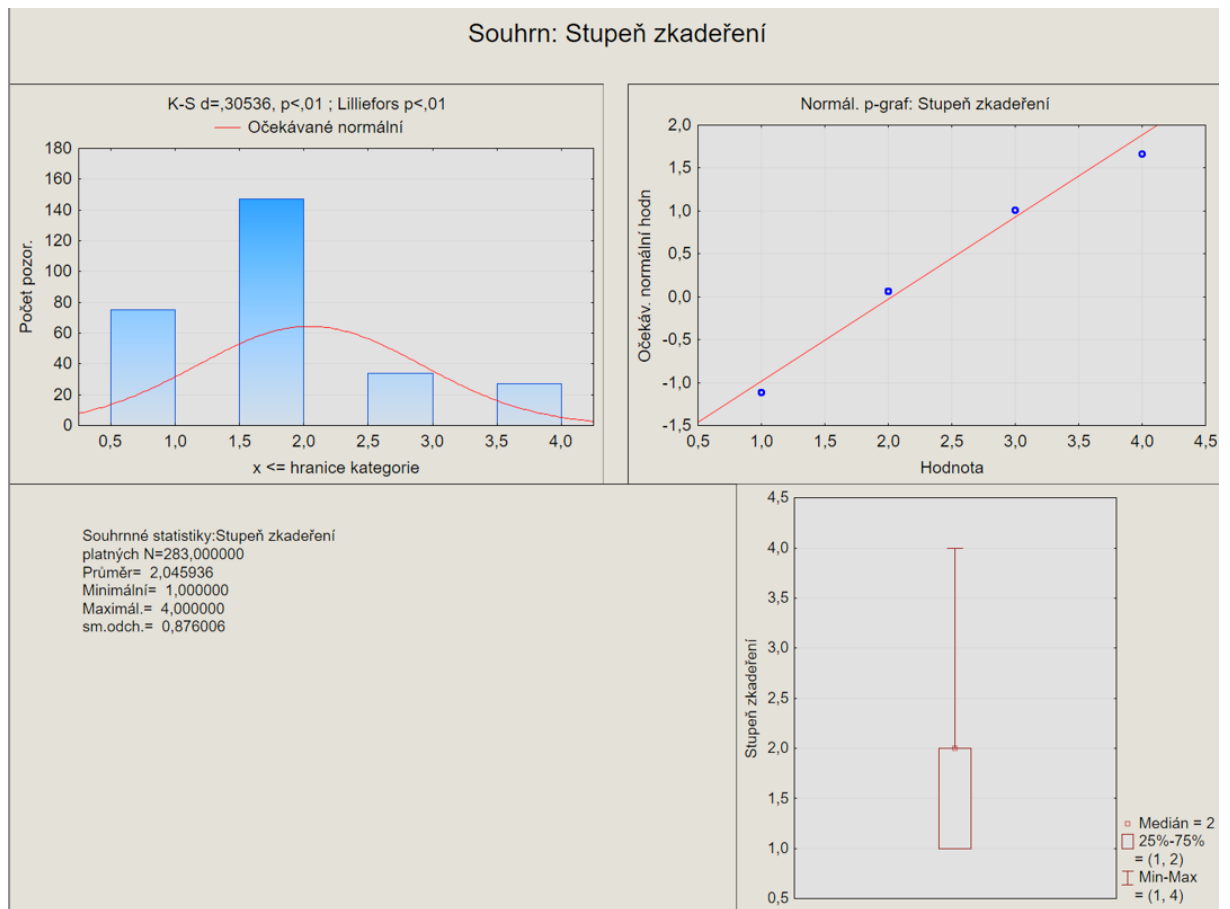 Souhrn: Stupeň zkadeření
K-S d=,30536, p<,01 ; Lilliefors p<,01
Očekávané normální
180
160
140
120
100
80
60
40
20
0
Počet pozor.
0,5 1,0 1,5 2,0 2,5 3,0 3,5 4,0
x <= hranice kategorie
Normál. p-graf: Stupeň zkadeření
2,0
1,5
1,0
0,5
0,0
-0,5
-1,0
-1,5
Očekáv. normální hodn
0,5 1,0 1,5 2,0 2,5 3,0 3,5 4,0 4,5
Hodnota
Souhrnné statistiky:Stupeň zkadeření
platných N=283,000000
Průměr= 2,045936
Minimální= 1,000000
Maximál.= 4,000000
sm.odch.= 0,876006
4,5
4,0
3,5
3,0
2,5
2,0
1,5
1,0
0,5
Stupeň zkadeření
Medián = 2
25%-75%
= (1, 2)
Min-Max
= (1, 4)